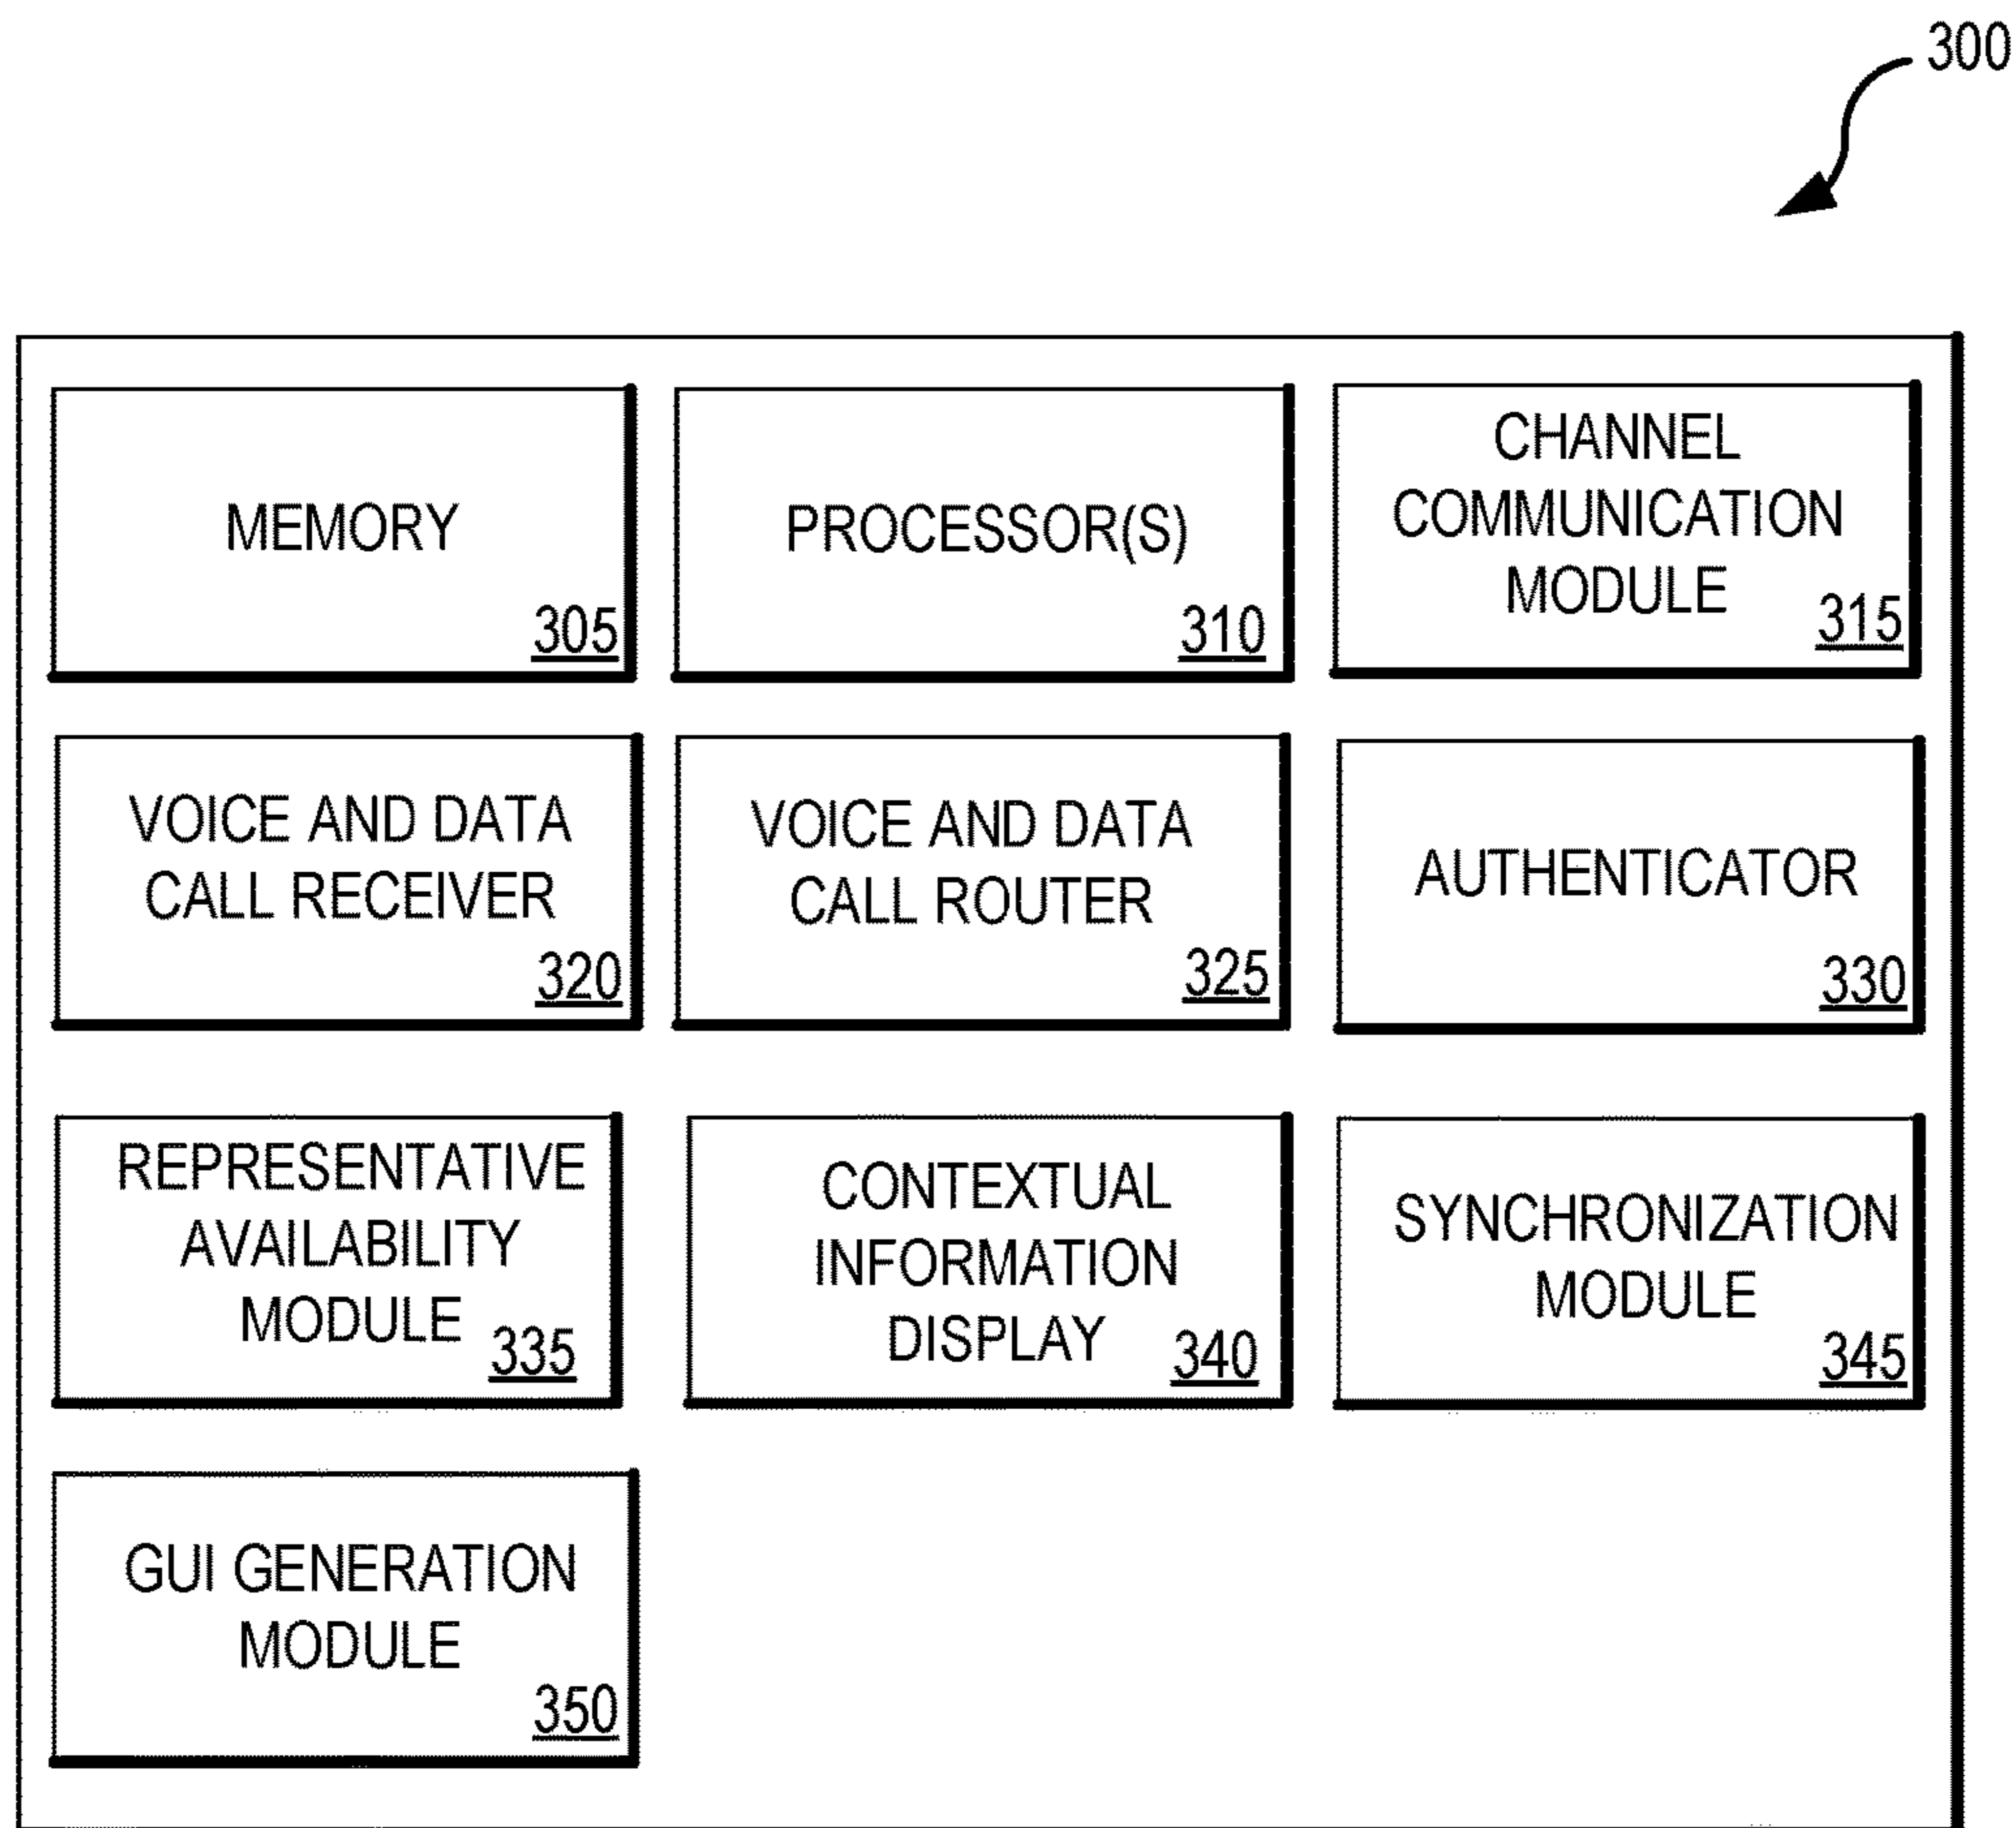 300
MEMORY
305
PROCESSOR(S)
310
CHANNEL
COMMUNICATION
MODULE
315
VOICE AND DATA
CALL RECEIVER
320
VOICE AND DATA
CALL ROUTER
325
AUTHENTICATOR
330
REPRESENTATIVE
AVAILABILITY
MODULE
335
CONTEXTUAL
INFORMATION
DISPLAY
340
SYNCHRONIZATION
MODULE
345
GUI GENERATION
MODULE
350